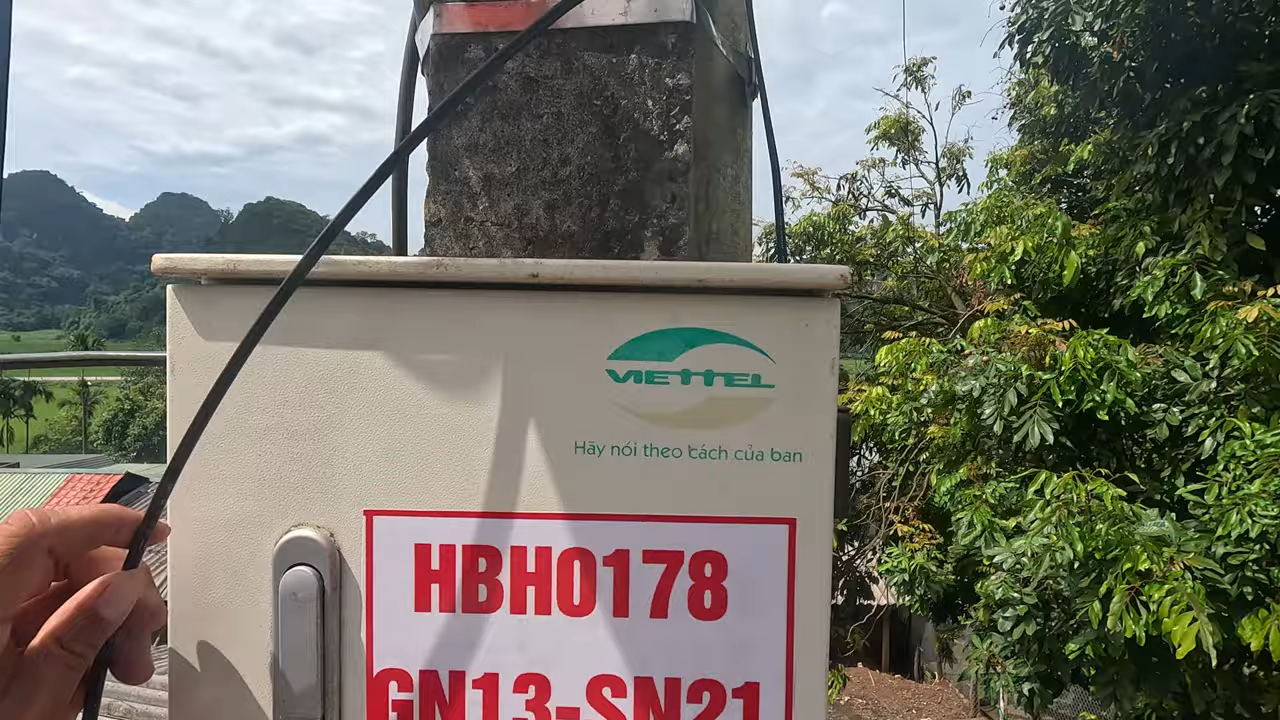 VIETTEL
Hãy nói theo cách của bạn
HBH0178
GN13-SN21